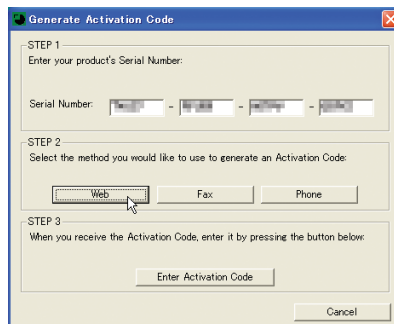 Generate Activation Code
STEP 1
Enter your product's Serial Number:
Serial Number: - - -
STEP 2
Select the method you would like to use to generate an Activation Code:
Web Fax Phone
STEP 3
When you receive the Activation Code, enter it by pressing the button below:
Enter Activation Code
Cancel